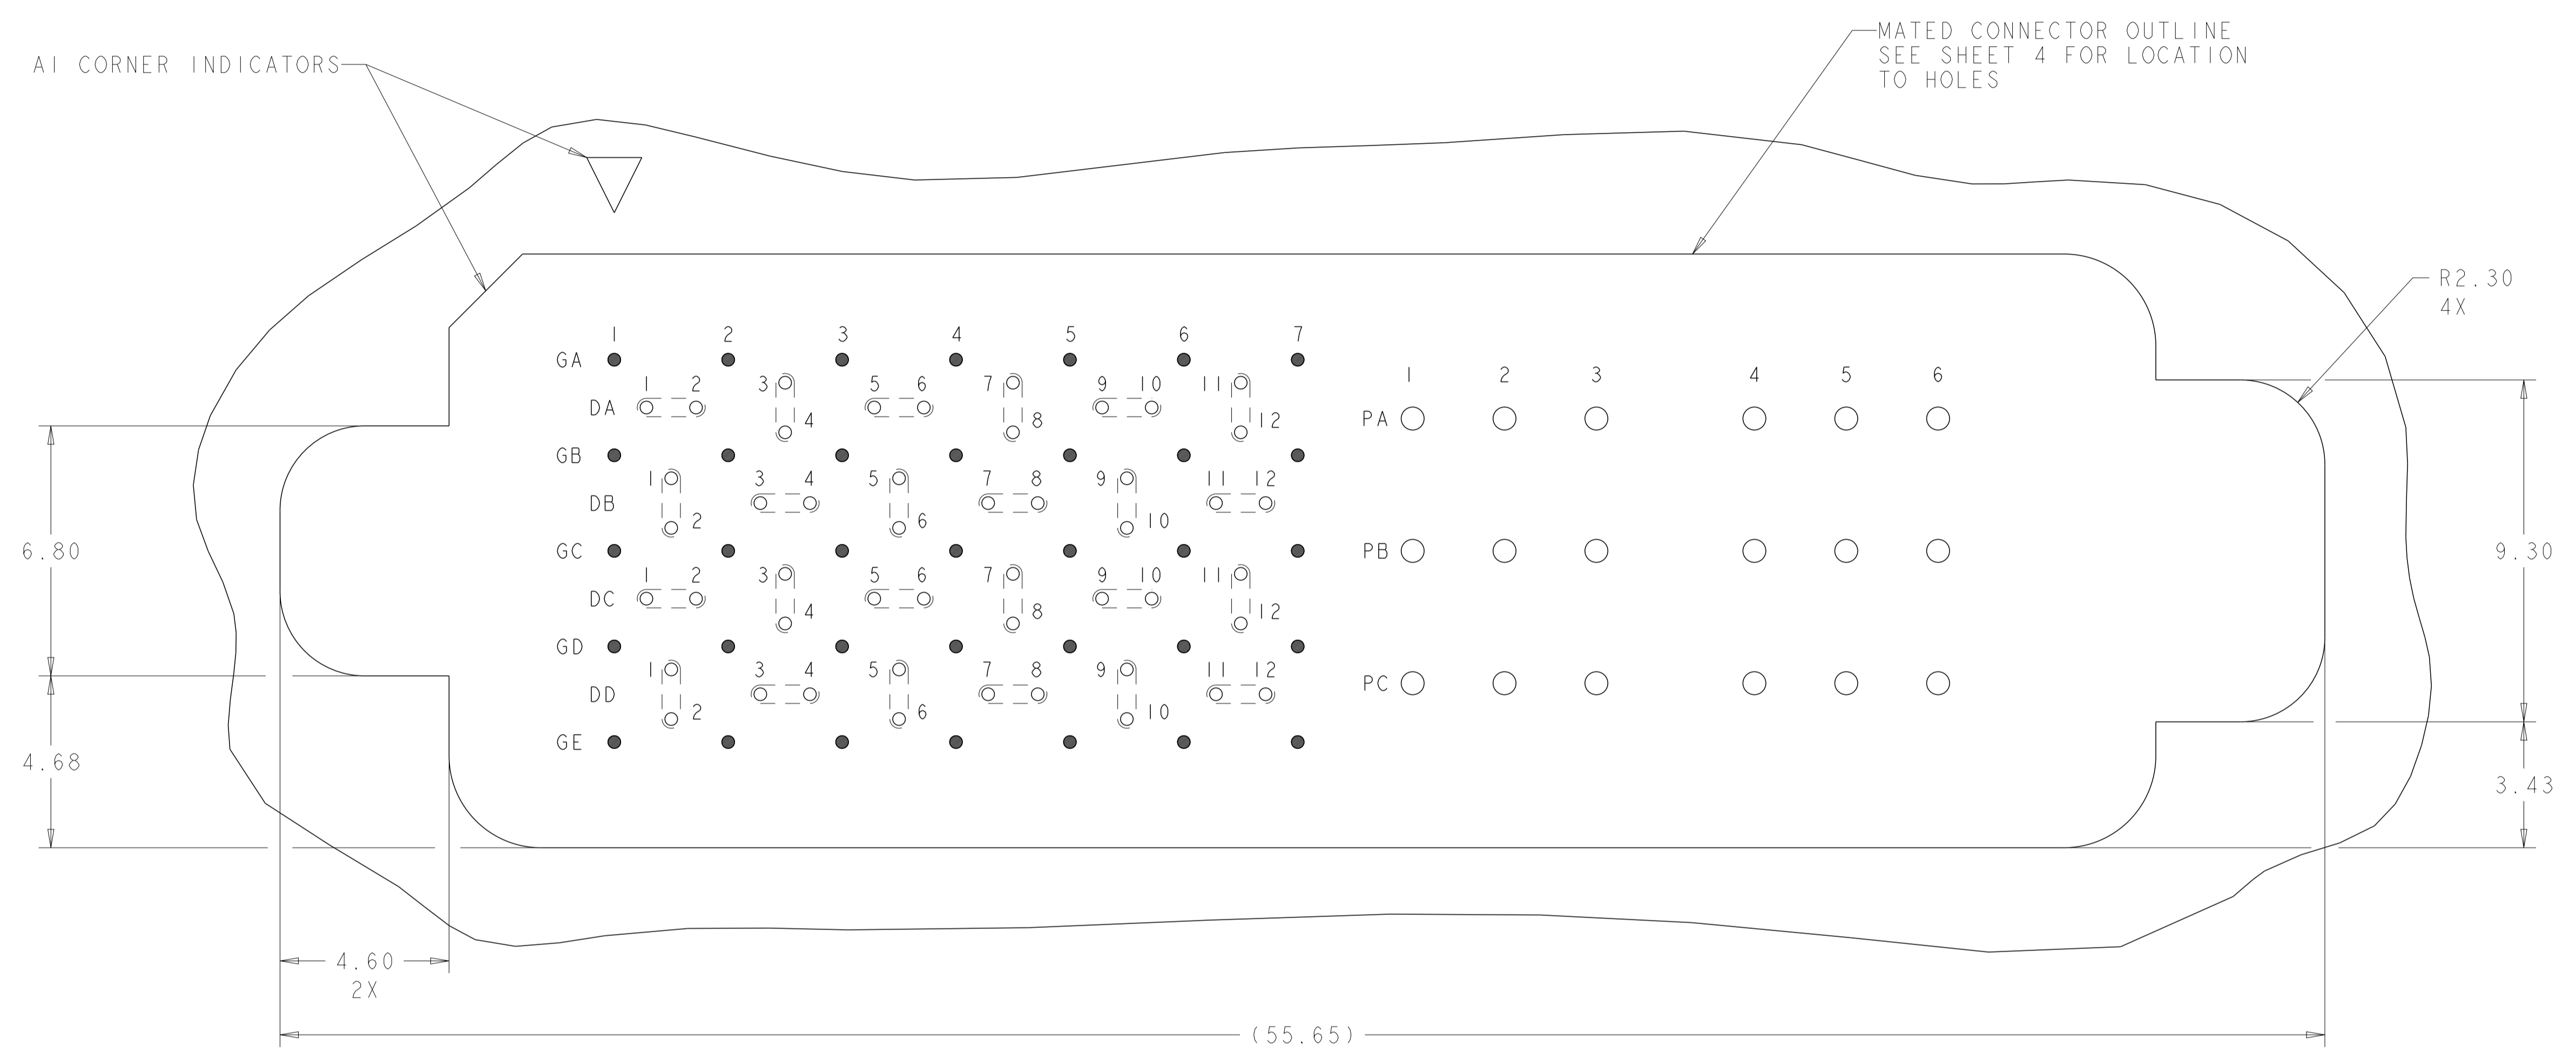 MATED CONNECTOR OUTLINE
SEE SHEET 4 FOR LOCATION
TO HOLES
A1 CORNER INDICATORS
R2.30
4X
1 2 3 4 5 6 7
GA
1 2 3 4 5 6
1 2 3 5 6 7 9 10 11
DA
4 8 12
PA
GB
1 3 4 5 7 8 9 11 12
DB
2 6 10
6.80
GC
PB
9.30
1 2 3 5 6 7 9 10 11
DC
4 8 12
GD
1 3 4 5 7 8 9 11 12
PC
DD
2 6 10
GE
4.68
3.43
4.60
2X
(55.65)